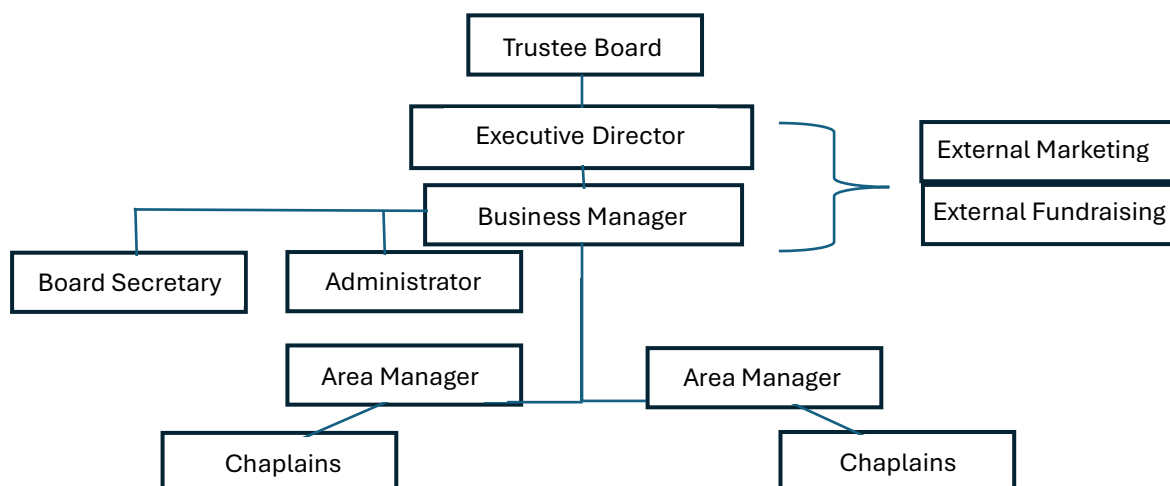 Trustee Board
Executive Director
External Marketing
Business Manager
External Fundraising
Board Secretary
Administrator
Area Manager
Area Manager
Chaplains
Chaplains